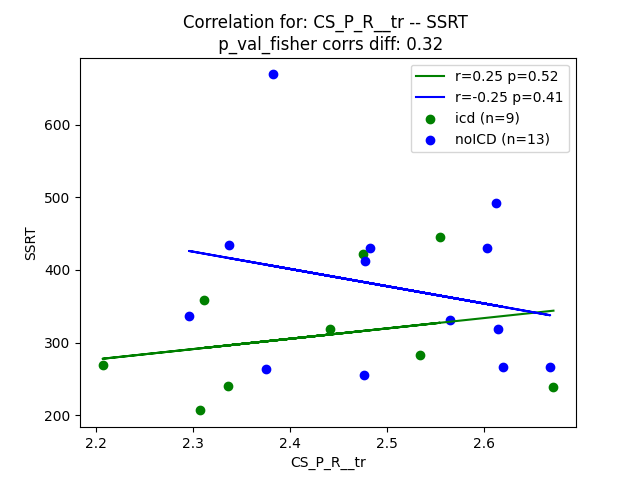 Correlation for: CS_P_R__tr -- SSRT
p_val_fisher corrs diff: 0.32
r=0.25 p=0.52
r=-0.25 p=0.41
icd (n=9)
noICD (n=13)
SSRT
600
500
400
300
200
2.2 2.3 2.4 2.5 2.6
CS_P_R__tr